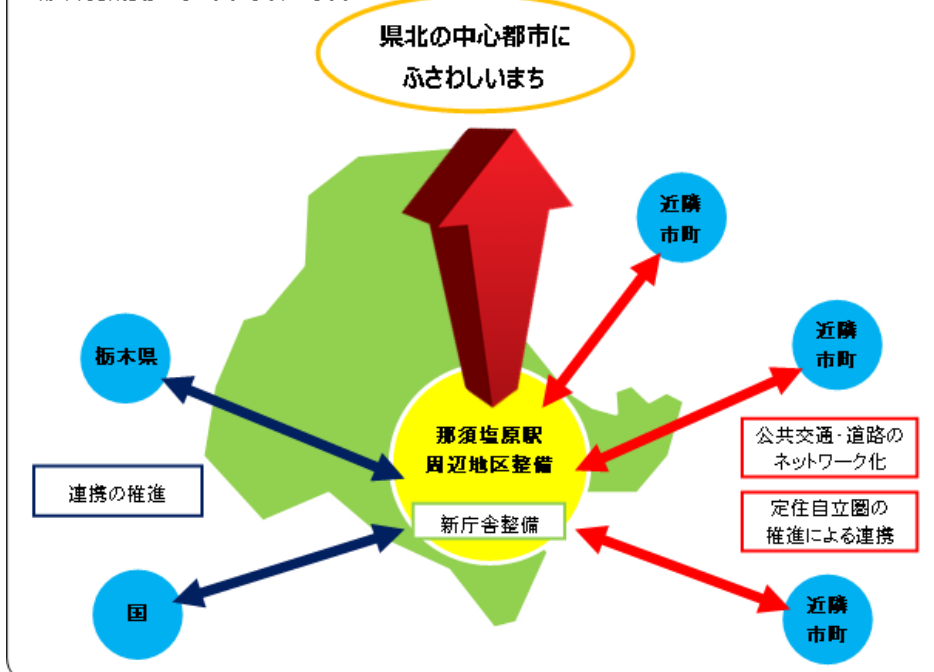 県北の中心都市に
ふさわしいまち
近隣
市町
近隣
市町
栃木県
那須塩原駅
周辺地区整備
公共交通・道路の
ネットワーク化
連携の推進
新庁舎整備
定住自立圏の
推進による連携
国
近隣
市町